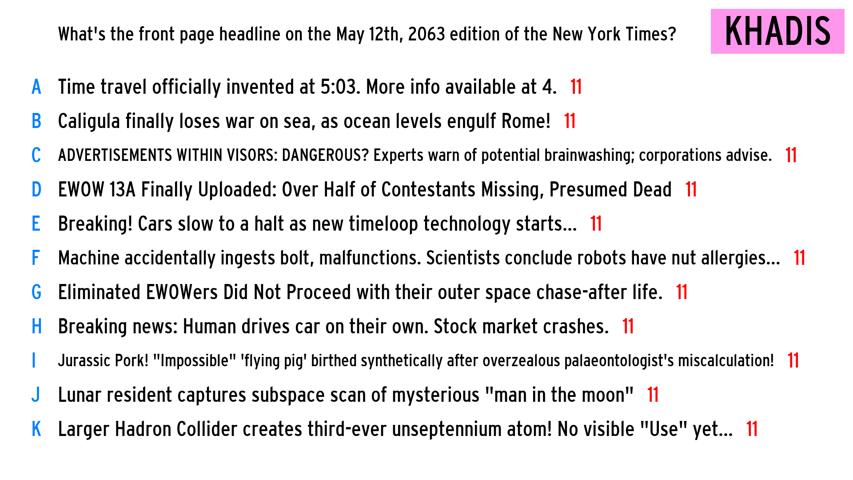 What's the front page headline on the May 12th, 2063 edition of the New York Times?
KHADIS
A Time travel officially invented at 5:03. More info available at 4. 11
B Caligula finally loses war on sea, as ocean levels engulf Rome! 11
C ADVERTISEMENTS WITHIN VISORS: DANGEROUS? Experts warn of potential brainwashing; corporations advise. 11
D EWOW 13A Finally Uploaded: Over Half of Contestants Missing, Presumed Dead 11
E Breaking! Cars slow to a halt as new timeloop technology starts... 11
F Machine accidentally ingests bolt, malfunctions. Scientists conclude robots have nut allergies... 11
G Eliminated EWOWers Did Not Proceed with their outer space chase-after life. 11
H Breaking news: Human drives car on their own. Stock market crashes. 11
I Jurassic Pork! "Impossible" 'flying pig' birthed synthetically after overzealous palaeontologist's miscalculation! 11
J Lunar resident captures subspace scan of mysterious "man in the moon" 11
K Larger Hadron Collider creates third-ever unseptennium atom! No visible "Use" yet... 11